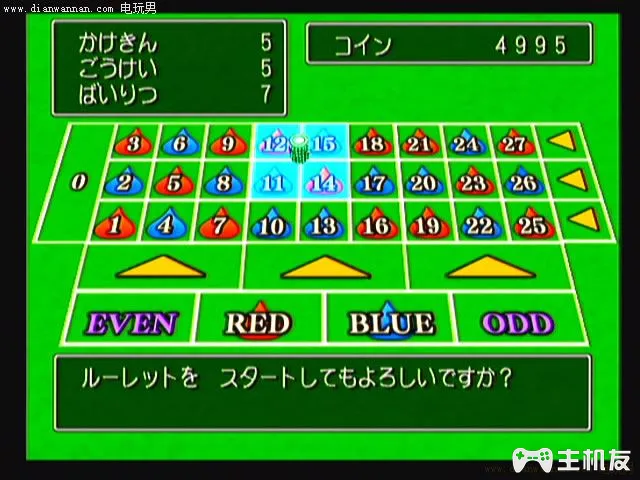 www.dianwannan.com 电玩男
かけきん 5
ごうけい 5
ばいりつ 7
コイン 4995
3 6 9 12 15 18 21 24 27
0 2 5 8 11 14 17 20 23 26
1 4 7 10 13 16 19 22 25
EVEN RED BLUE ODD
ルーレットを スタートしてもよろしいですか？
主机友